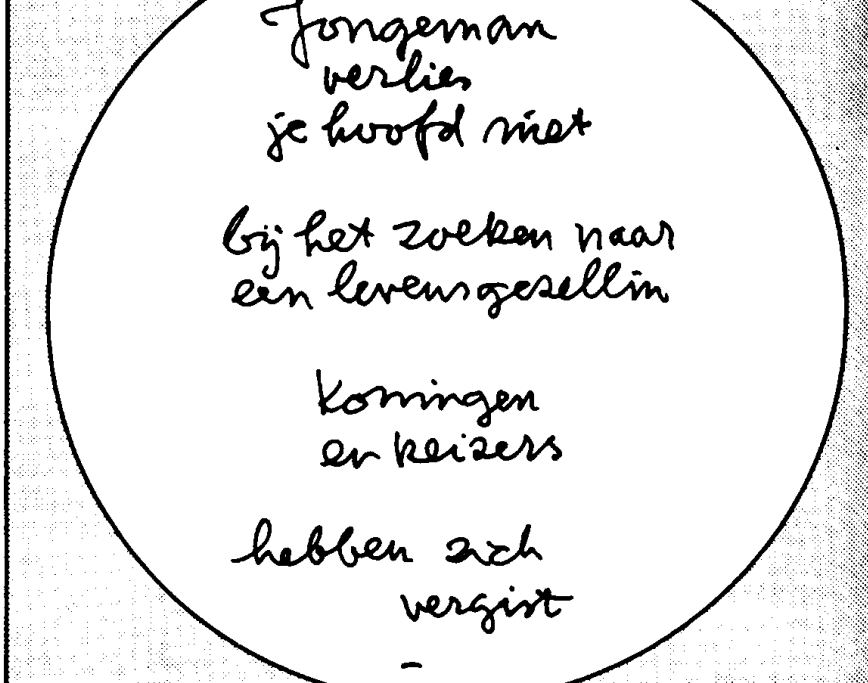 Jongeman
verlies
je hoofd niet
bij het zoeken naar
een levensgezellin
Koningen
en keizers
hebben zich
vergist
-